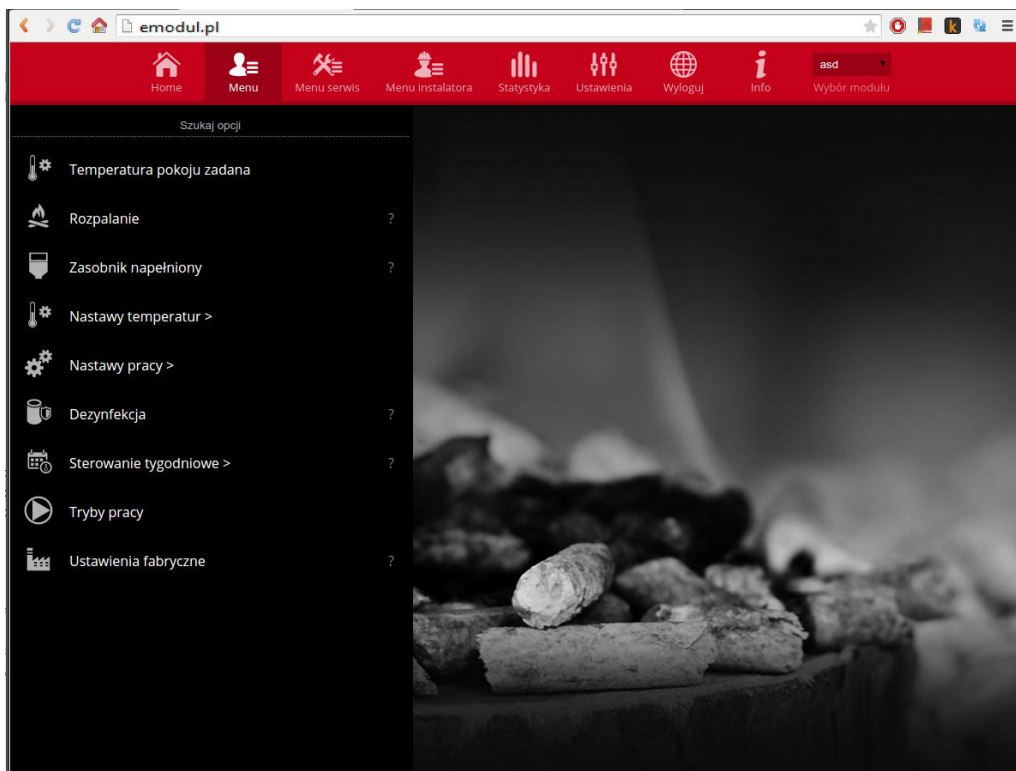 emodul.pl
Home
Menu
Menu serwis
Menu instalatora
Statystyka
Ustawienia
Wyloguj
Info
asd
Wybór modułu
Szukaj opcji
Temperatura pokoju zadana
Rozpalanie ?
Zasobnik napełniony ?
Nastawy temperatur >
Nastawy pracy >
Dezynfekcja ?
Sterowanie tygodniowe > ?
Tryby pracy
Ustawienia fabryczne ?